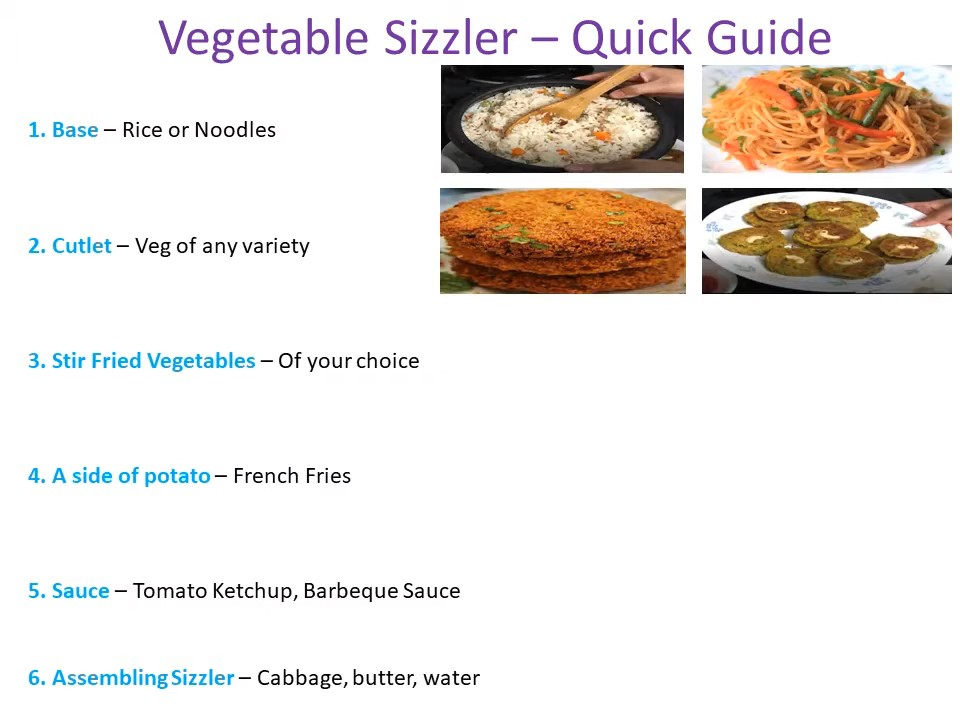 Vegetable Sizzler – Quick Guide
1. Base – Rice or Noodles
2. Cutlet – Veg of any variety
3. Stir Fried Vegetables – Of your choice
4. A side of potato – French Fries
5. Sauce – Tomato Ketchup, Barbeque Sauce
6. Assembling Sizzler – Cabbage, butter, water